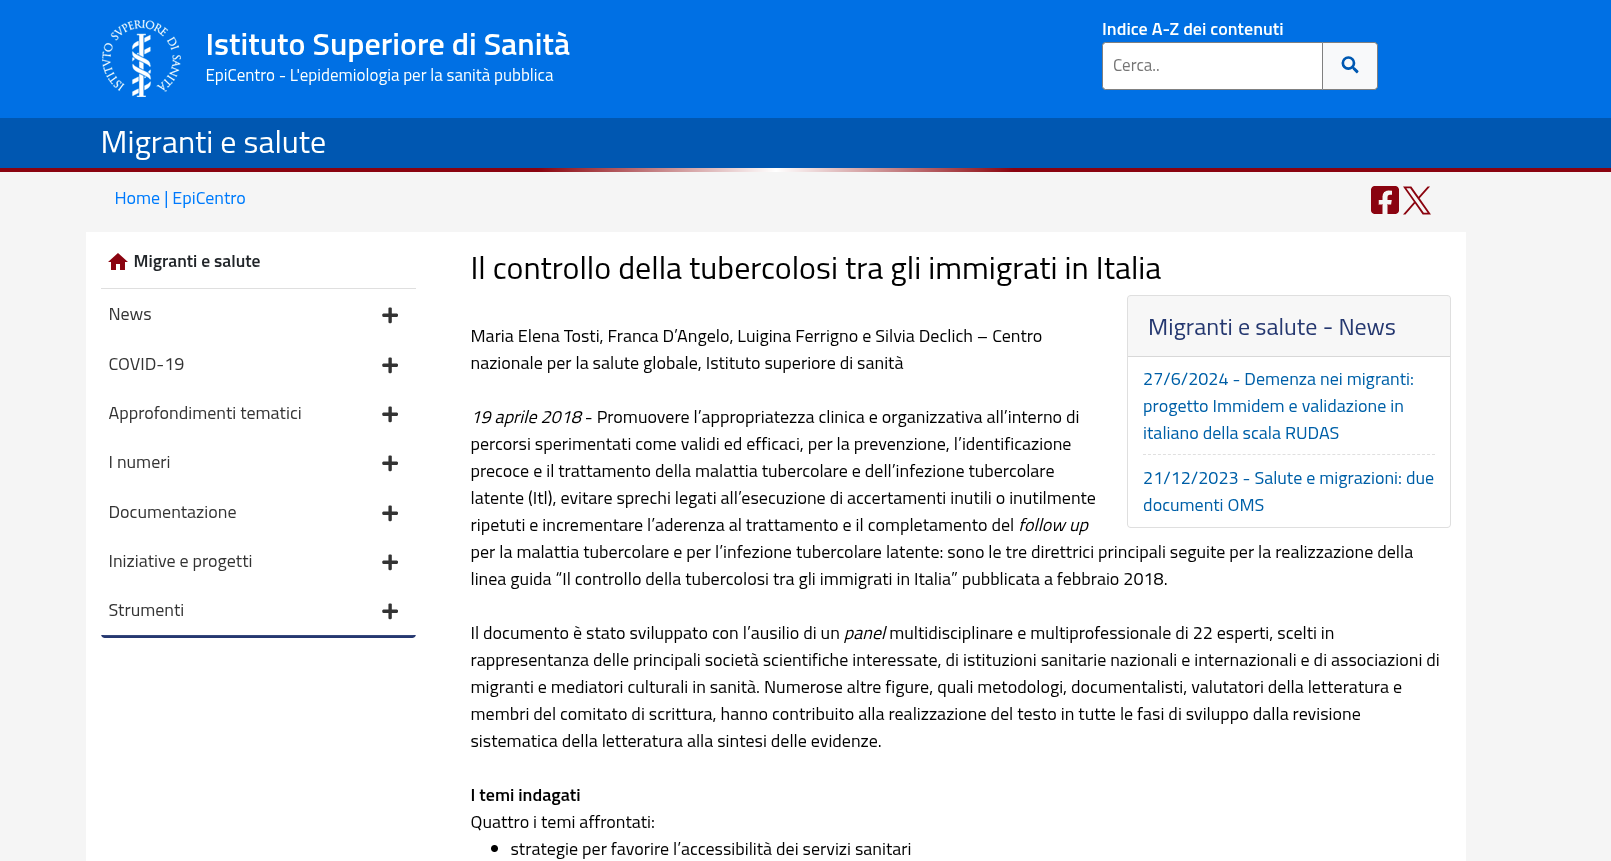 ISTITUTO SVPERIORE DI SANITÀ
Istituto Superiore di Sanità
EpiCentro - L'epidemiologia per la sanità pubblica
Indice A-Z dei contenuti
Cerca..
Migranti e salute
Home | EpiCentro
Migranti e salute
News
COVID-19
Approfondimenti tematici
I numeri
Documentazione
Iniziative e progetti
Strumenti
Il controllo della tubercolosi tra gli immigrati in Italia
Maria Elena Tosti, Franca D’Angelo, Luigina Ferrigno e Silvia Declich – Centro
nazionale per la salute globale, Istituto superiore di sanità
19 aprile 2018 - Promuovere l’appropriatezza clinica e organizzativa all’interno di
percorsi sperimentati come validi ed efficaci, per la prevenzione, l’identificazione
precoce e il trattamento della malattia tubercolare e dell’infezione tubercolare
latente (Itl), evitare sprechi legati all’esecuzione di accertamenti inutili o inutilmente
ripetuti e incrementare l’aderenza al trattamento e il completamento del follow up
per la malattia tubercolare e per l’infezione tubercolare latente: sono le tre direttrici principali seguite per la realizzazione della
linea guida “Il controllo della tubercolosi tra gli immigrati in Italia” pubblicata a febbraio 2018.
Il documento è stato sviluppato con l’ausilio di un panel multidisciplinare e multiprofessionale di 22 esperti, scelti in
rappresentanza delle principali società scientifiche interessate, di istituzioni sanitarie nazionali e internazionali e di associazioni di
migranti e mediatori culturali in sanità. Numerose altre figure, quali metodologi, documentalisti, valutatori della letteratura e
membri del comitato di scrittura, hanno contribuito alla realizzazione del testo in tutte le fasi di sviluppo dalla revisione
sistematica della letteratura alla sintesi delle evidenze.
I temi indagati
Quattro i temi affrontati:
• strategie per favorire l’accessibilità dei servizi sanitari
Migranti e salute - News
27/6/2024 - Demenza nei migranti:
progetto Immidem e validazione in
italiano della scala RUDAS
21/12/2023 - Salute e migrazioni: due
documenti OMS